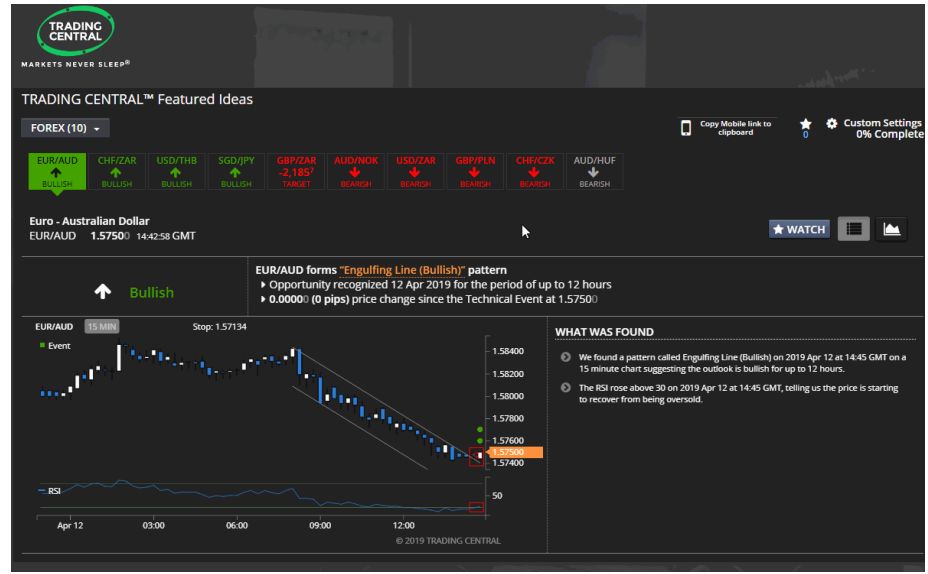 TRADING
CENTRAL
MARKETS NEVER SLEEP®
TRADING CENTRAL™ Featured Ideas
FOREX (10)
Copy Mobile link to
clipboard
0
Custom Settings
0% Complete
EUR/AUD
BULLISH
CHF/ZAR
BULLISH
USD/THB
BULLISH
SGD/JPY
BULLISH
GBP/ZAR
-2,185⁷
TARGET
AUD/NOK
BEARISH
USD/ZAR
BEARISH
GBP/PLN
BEARISH
CHF/CZK
BEARISH
AUD/HUF
BEARISH
Euro - Australian Dollar
EUR/AUD 1.57500 14:42:58 GMT
WATCH
Bullish
EUR/AUD forms "Engulfing Line (Bullish)" pattern
Opportunity recognized 12 Apr 2019 for the period of up to 12 hours
0.00000 (0 pips) price change since the Technical Event at 1.57500
EUR/AUD 15 MIN Stop: 1.57134
Event
1.58400
1.58200
1.58000
1.57800
1.57600
1.57500
1.57400
RSI
50
Apr 12 03:00 06:00 09:00 12:00
© 2019 TRADING CENTRAL
WHAT WAS FOUND
We found a pattern called Engulfing Line (Bullish) on 2019 Apr 12 at 14:45 GMT on a
15 minute chart suggesting the outlook is bullish for up to 12 hours.
The RSI rose above 30 on 2019 Apr 12 at 14:45 GMT, telling us the price is starting
to recover from being oversold.